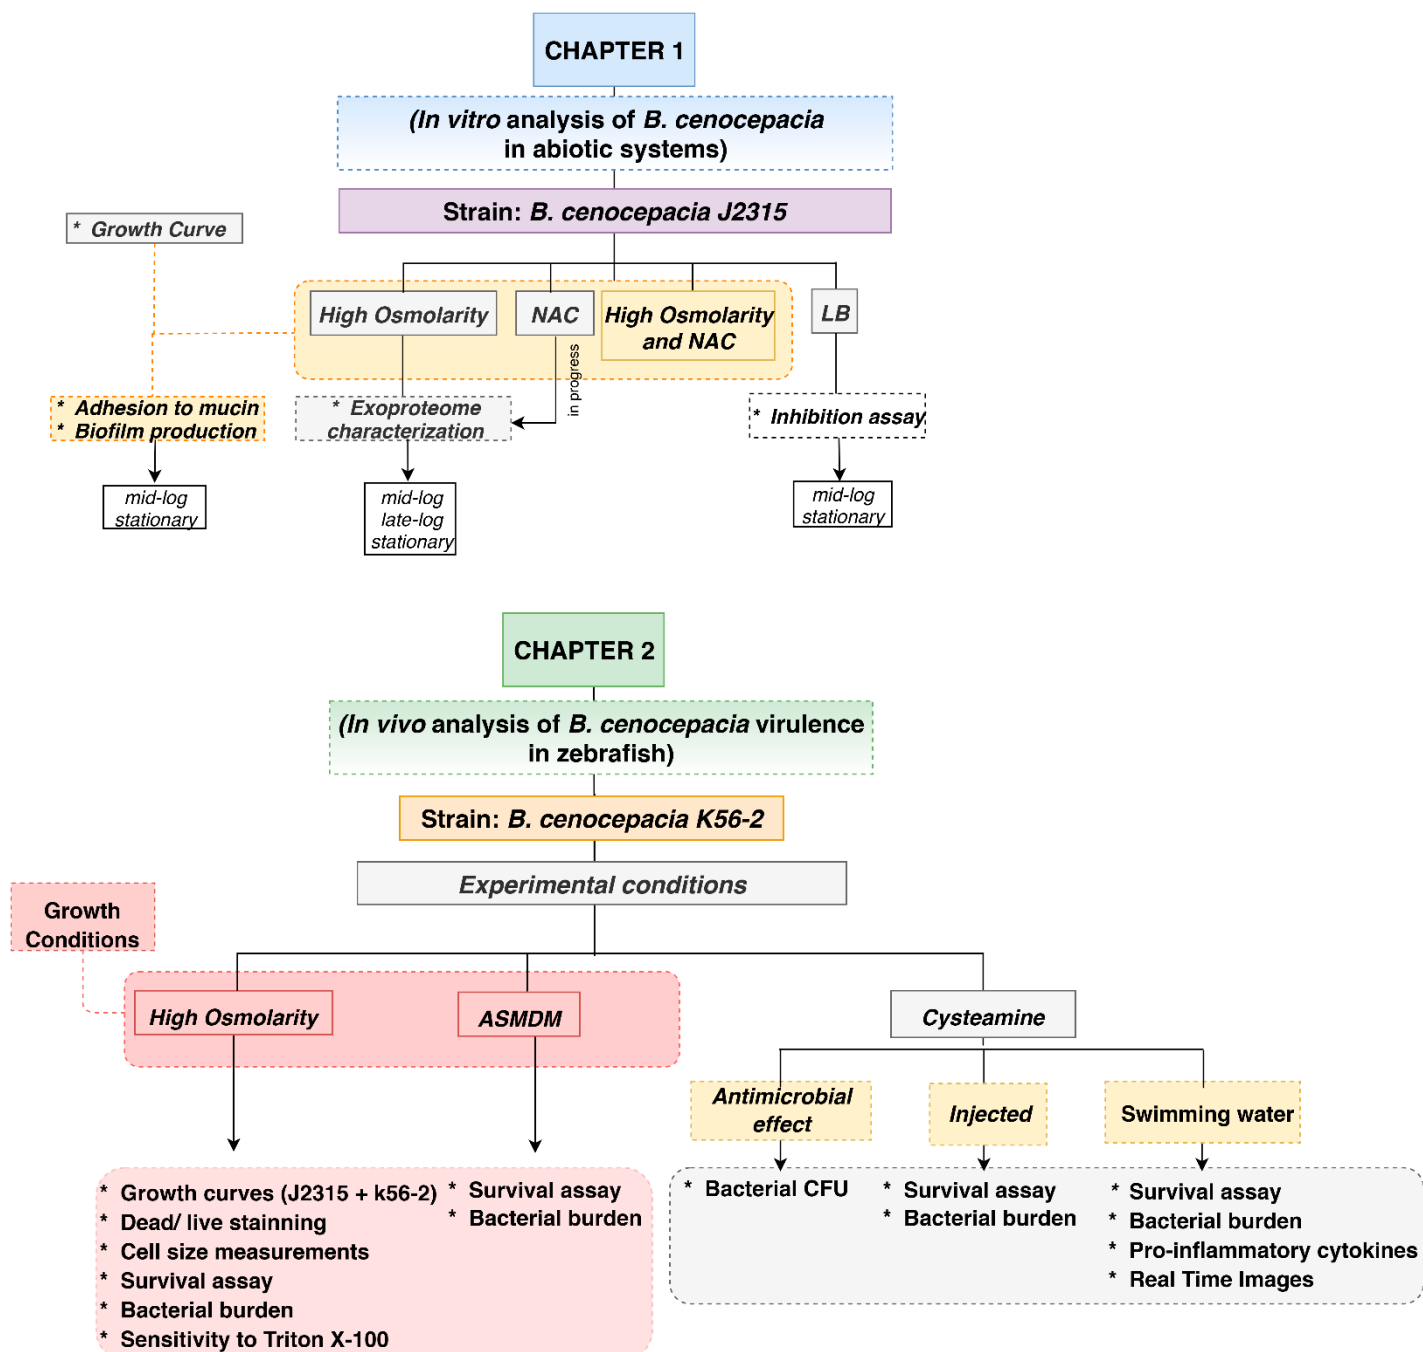 CHAPTER 1
(In vitro analysis of B. cenocepacia
in abiotic systems)
Strain: B. cenocepacia J2315
* Growth Curve
High Osmolarity
NAC
High Osmolarity
and NAC
LB
in progress
* Adhesion to mucin
* Biofilm production
* Exoproteome
characterization
* Inhibition assay
mid-log
stationary
mid-log
late-log
stationary
mid-log
stationary
CHAPTER 2
(In vivo analysis of B. cenocepacia virulence
in zebrafish)
Strain: B. cenocepacia K56-2
Experimental conditions
Growth
Conditions
High Osmolarity
ASMDM
Cysteamine
Antimicrobial
effect
Injected
Swimming water
* Growth curves (J2315 + k56-2)
* Dead/ live stainning
* Cell size measurements
* Survival assay
* Bacterial burden
* Sensitivity to Triton X-100
* Survival assay
* Bacterial burden
* Bacterial CFU
* Survival assay
* Bacterial burden
* Survival assay
* Bacterial burden
* Pro-inflammatory cytokines
* Real Time Images